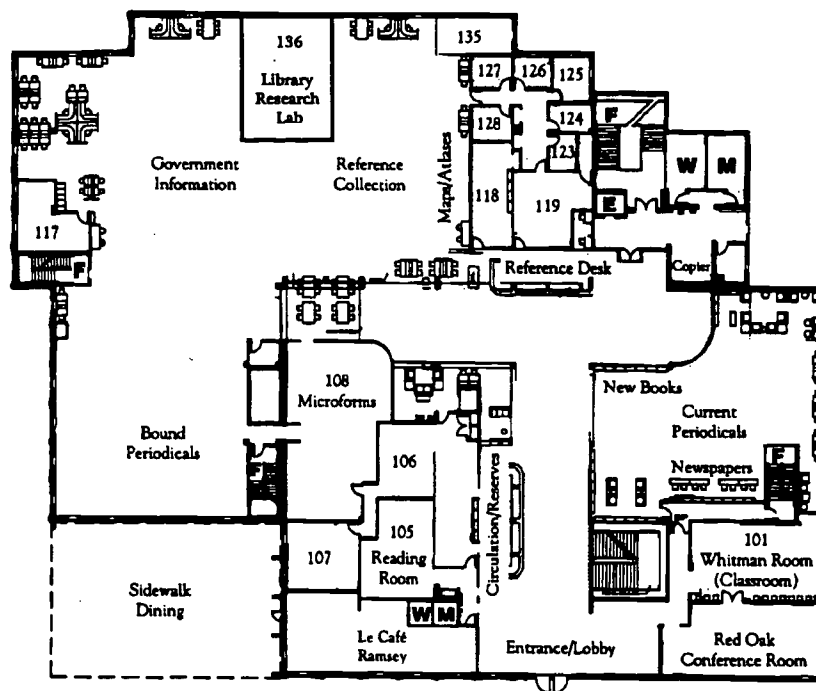 136
Library
Research
Lab
135
127
126
125
128
124
123
F
W
M
Government
Information
Reference
Collection
Maps/Atlases
118
119
E
117
F
Reference Desk
Copier
108
Microforms
New Books
Current
Periodicals
Bound
Periodicals
106
Newspapers
F
F
Circulation/Reserves
105
Reading
Room
107
101
Whitman Room
(Classroom)
Sidewalk
Dining
W
M
Le Café
Ramsey
Entrance/Lobby
Red Oak
Conference Room